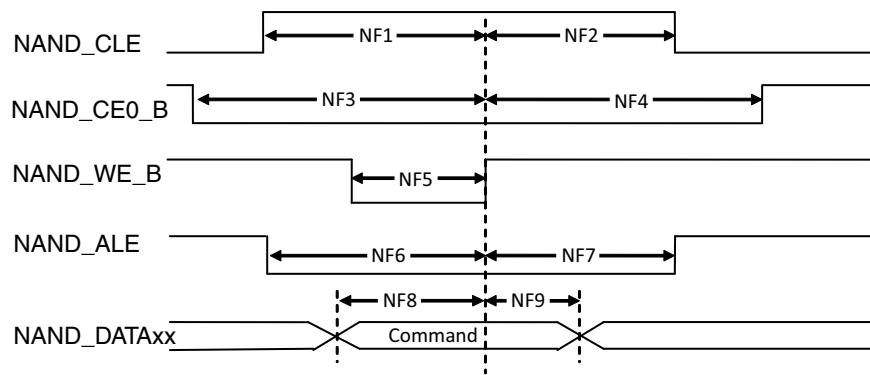 NAND_CLE NF1 NF2
NAND_CE0_B NF3 NF4
NAND_WE_B NF5
NAND_ALE NF6 NF7
NF8 NF9
NAND_DATAxx Command